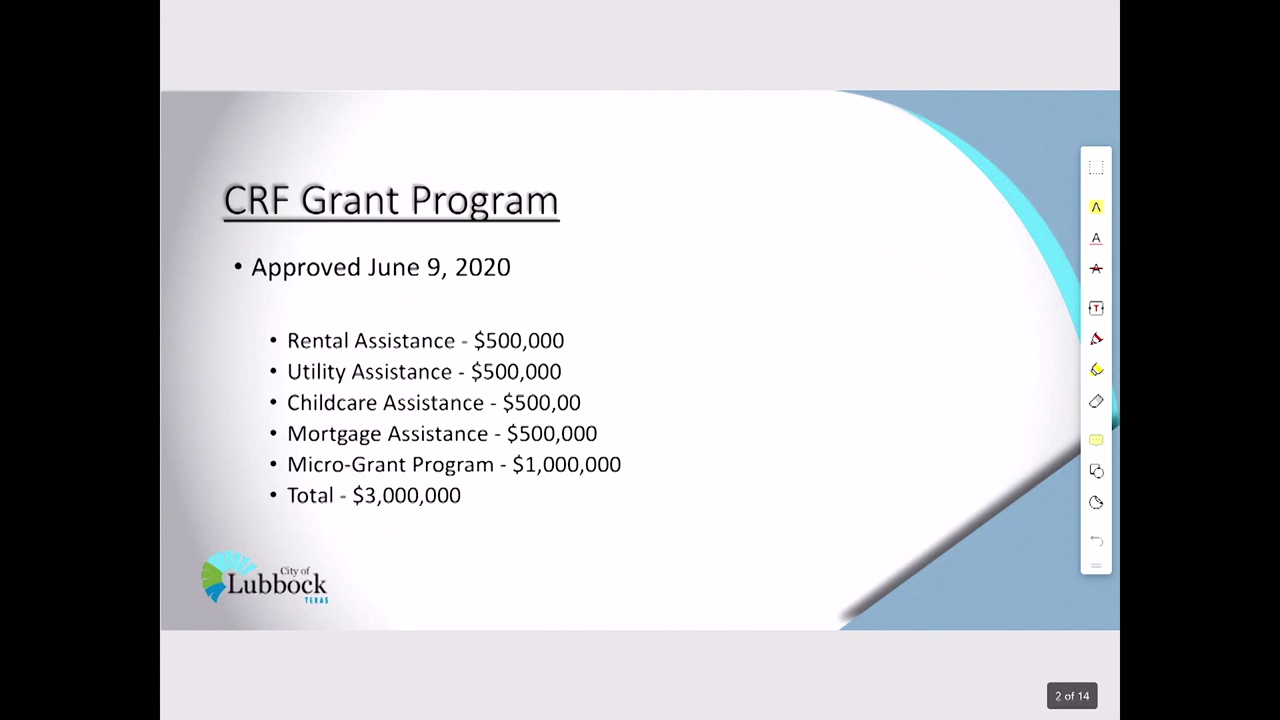 CRF Grant Program
• Approved June 9, 2020
• Rental Assistance - $500,000
• Utility Assistance - $500,000
• Childcare Assistance - $500,00
• Mortgage Assistance - $500,000
• Micro-Grant Program - $1,000,000
• Total - $3,000,000
City of
Lubbock
TEXAS
A
A
A
T
2 of 14